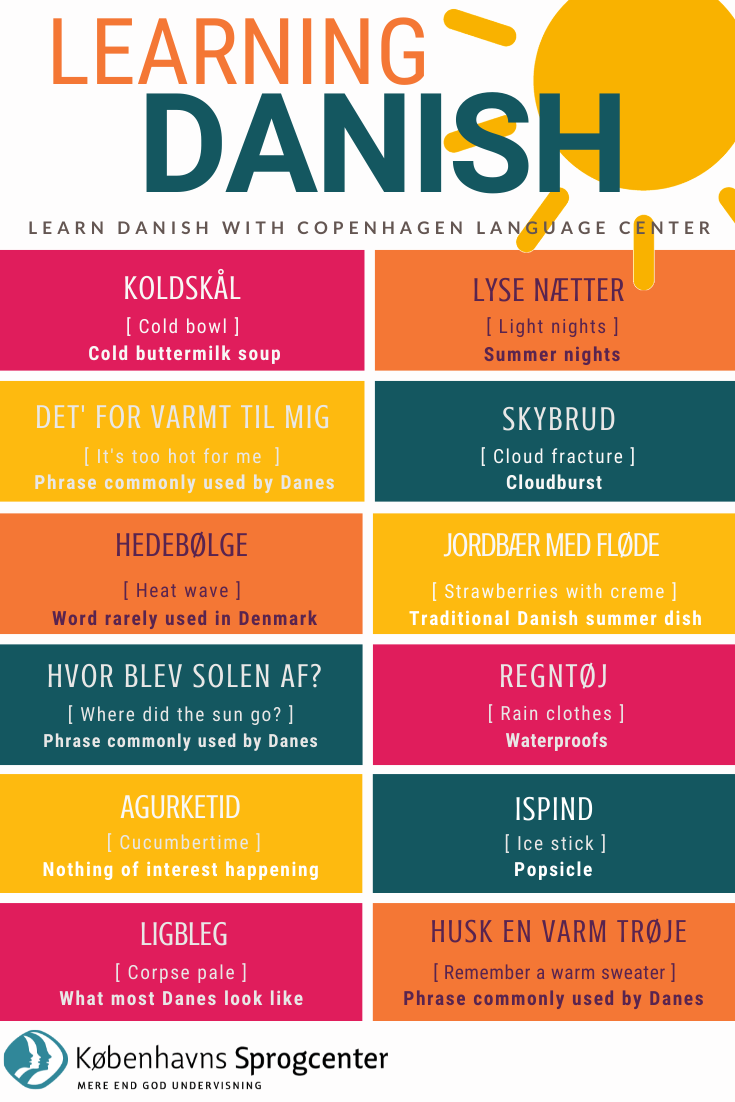 LEARNING
DANISH
LEARN DANISH WITH COPENHAGEN LANGUAGE CENTER
KOLDSKÅL
[ Cold bowl ]
Cold buttermilk soup
LYSE NÆTTER
[ Light nights ]
Summer nights
DET' FOR VARMT TIL MIG
[ It's too hot for me ]
Phrase commonly used by Danes
SKYBRUD
[ Cloud fracture ]
Cloudburst
HEDEBØLGE
[ Heat wave ]
Word rarely used in Denmark
JORDBÆR MED FLØDE
[ Strawberries with creme ]
Traditional Danish summer dish
HVOR BLEV SOLEN AF?
[ Where did the sun go? ]
Phrase commonly used by Danes
REGNTØJ
[ Rain clothes ]
Waterproofs
AGURKETID
[ Cucumbertime ]
Nothing of interest happening
ISPIND
[ Ice stick ]
Popsicle
LIGBLEG
[ Corpse pale ]
What most Danes look like
HUSK EN VARM TRØJE
[ Remember a warm sweater ]
Phrase commonly used by Danes
Københavns Sprogcenter
MERE END GOD UNDERVISNING